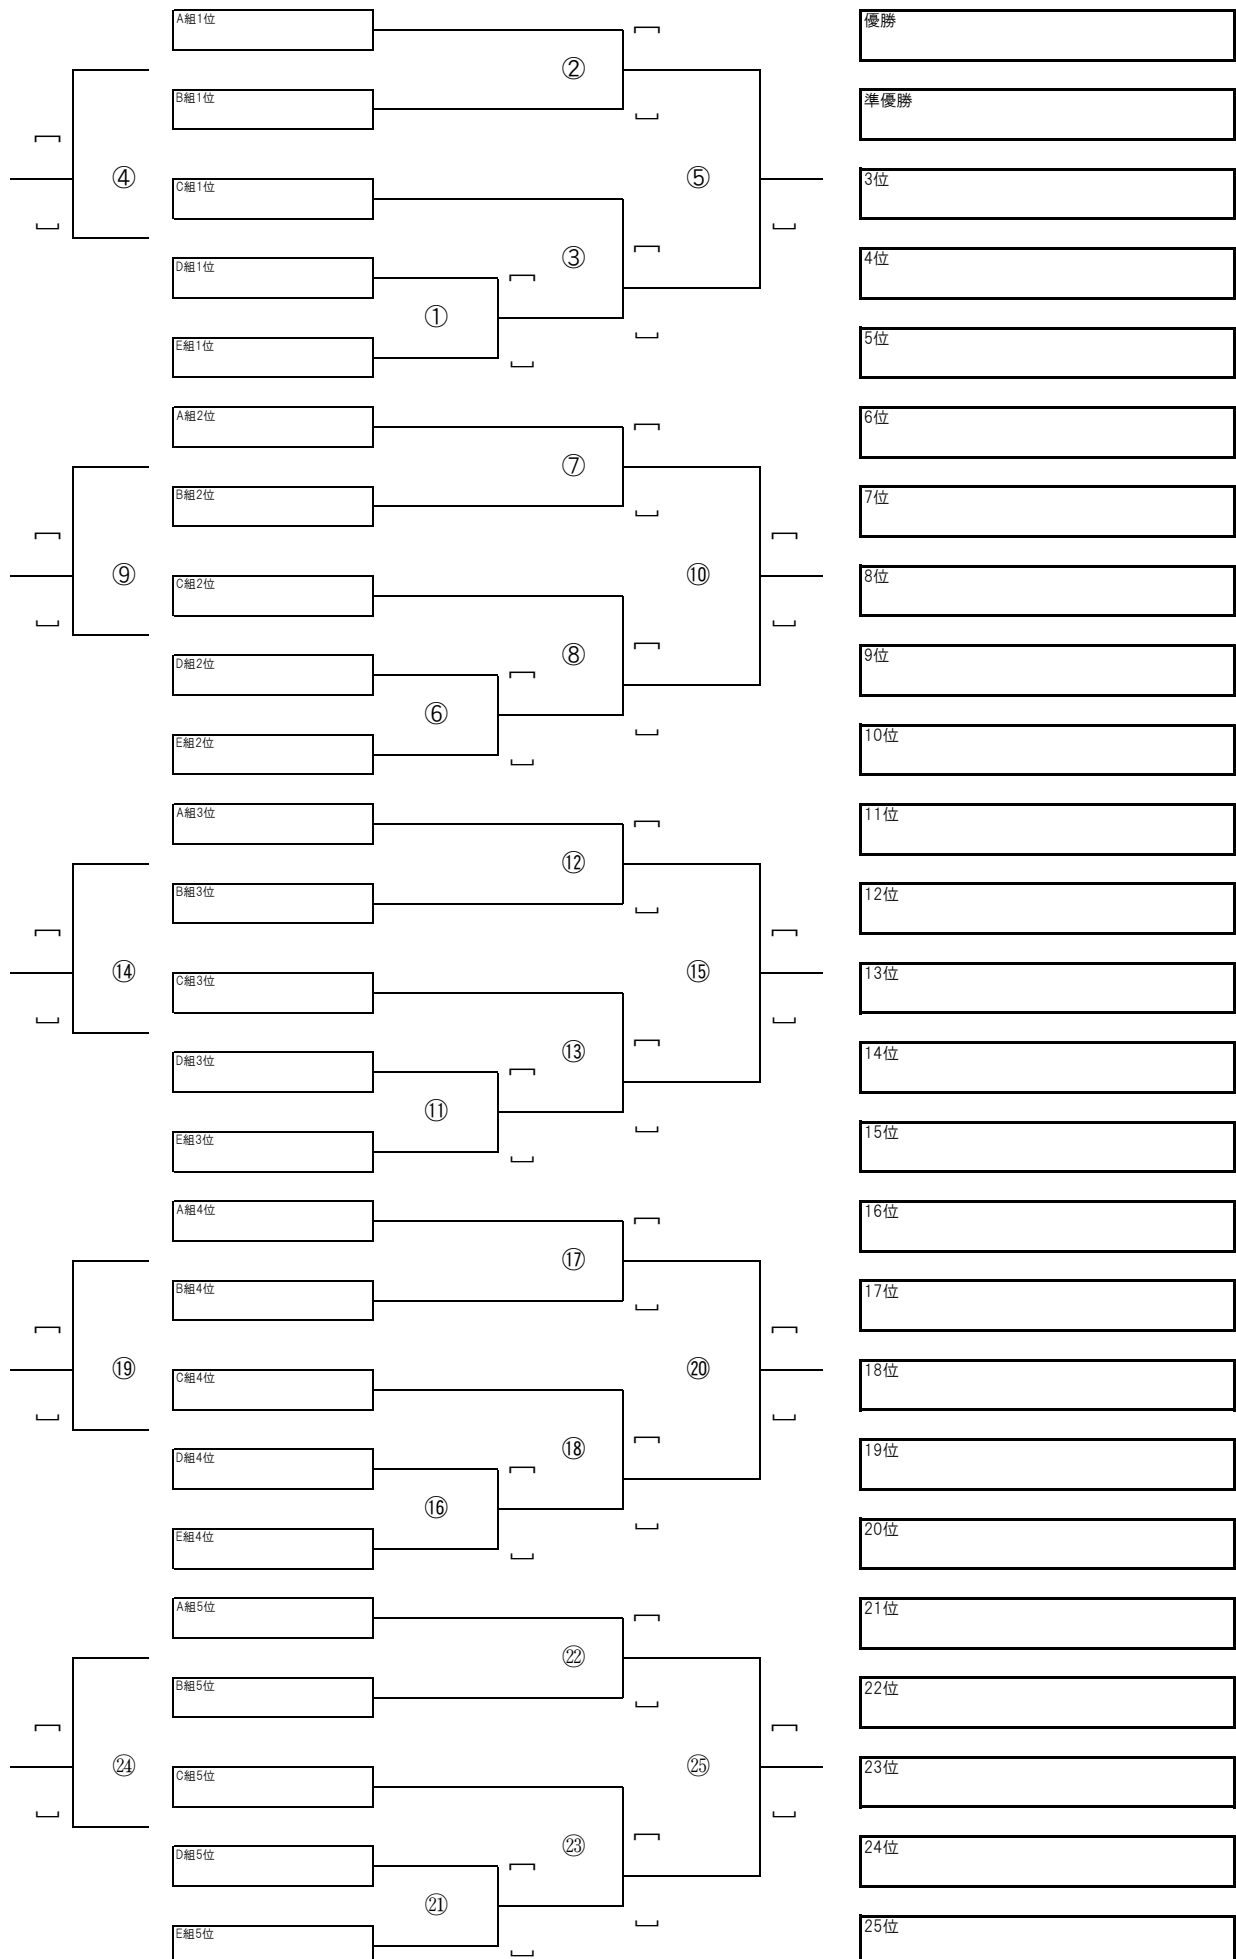 A組1位
優勝
②
B組1位
準優勝
④
C組1位
⑤
3位
③
D組1位
4位
①
E組1位
5位
A組2位
6位
⑦
B組2位
7位
⑨
C組2位
⑩
8位
⑧
D組2位
9位
⑥
E組2位
10位
A組3位
11位
⑫
B組3位
12位
⑭
C組3位
⑮
13位
⑬
D組3位
14位
⑪
E組3位
15位
A組4位
16位
⑰
B組4位
17位
⑲
C組4位
⑳
18位
⑱
D組4位
19位
⑯
E組4位
20位
A組5位
21位
㉒
B組5位
22位
㉔
C組5位
㉕
23位
㉓
D組5位
24位
㉑
E組5位
25位